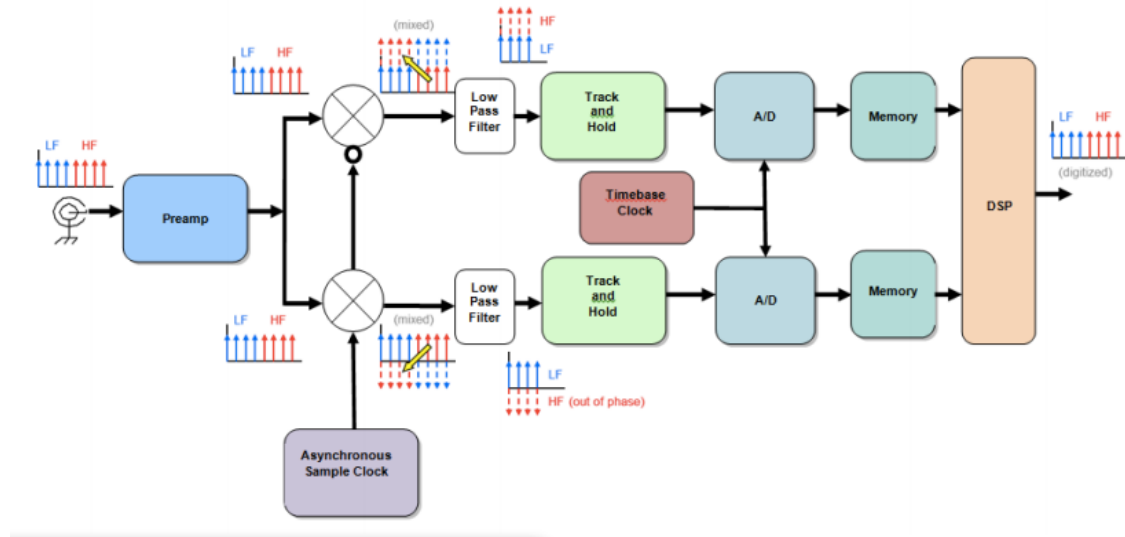 (mixed)
HF
LF
LF HF
Low
Pass
Filter
Track
and
Hold
A/D
Memory
LF HF
LF HF
(digitized)
Timebase
Clock
Preamp
DSP
Low
Pass
Filter
Track
and
Hold
A/D
Memory
(mixed)
LF HF
LF
HF (out of phase)
Asynchronous
Sample Clock